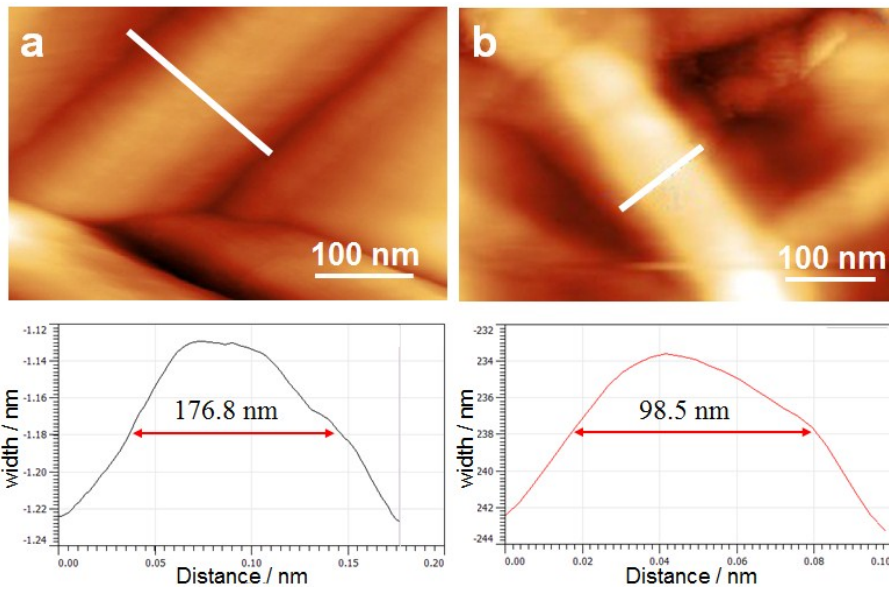 a
b
100 nm
100 nm
-1.12
-1.14
-1.16
-1.18
-1.20
-1.22
-1.24
width / nm
176.8 nm
0.00
0.05
0.10
0.15
0.20
Distance./ nm
-232
234
236
238
240
242
-244
width / nm
98.5 nm
0.00
0.02
0.04
0.06
0.08
0.10
Distance / nm